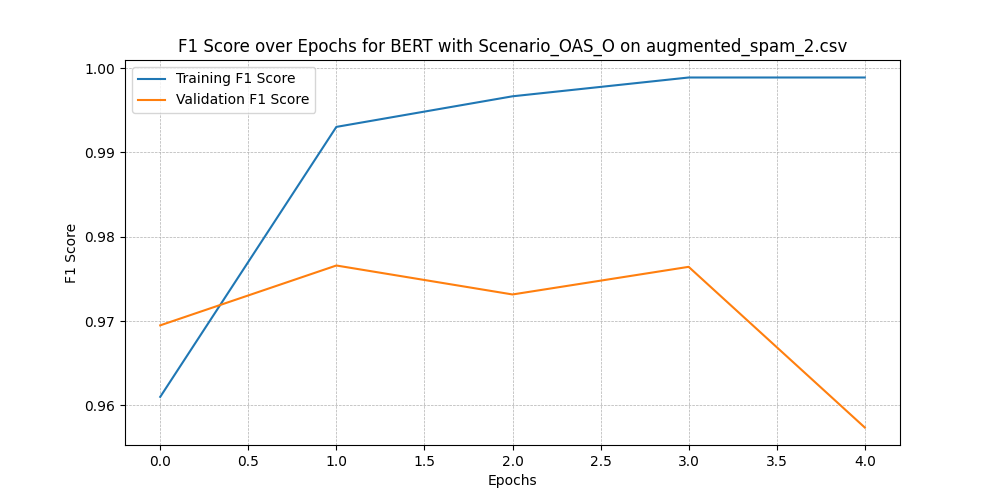 F1 Score over Epochs for BERT with Scenario_OAS_O on augmented_spam_2.csv
Training F1 Score
Validation F1 Score
1.00
0.99
0.98
0.97
0.96
F1 Score
0.0 0.5 1.0 1.5 2.0 2.5 3.0 3.5 4.0
Epochs